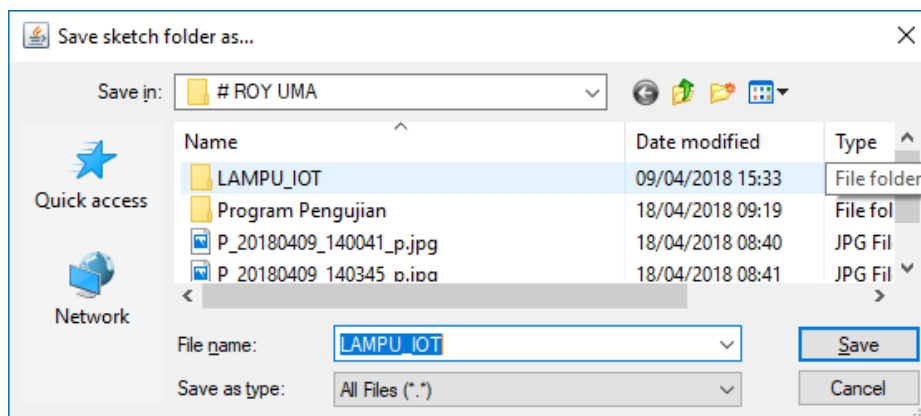 Save sketch folder as...
Save in: # ROY UMA
Name Date modified Type
LAMPU_IOT 09/04/2018 15:33 File folder
Program Pengujian 18/04/2018 09:19 File fol
P_20180409_140041_p.jpg 18/04/2018 08:40 JPG Fil
P_20180409_140345_p.jpg 18/04/2018 08:41 JPG Fil
Quick access
Network
File name: LAMPU_IOT Save
Save as type: All Files (*.*) Cancel